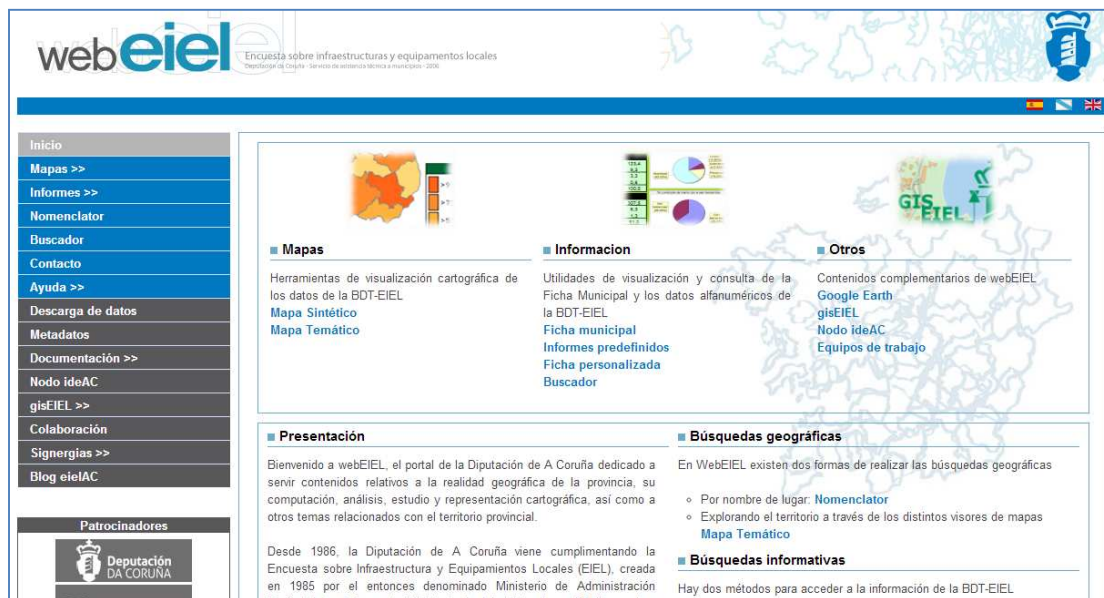 webeiel
Encuesta sobre infraestructuras y equipamentos locales
Deputación da Coruña - Servicio de asistencia técnica a municipios - 2006
Inicio
Mapas >>
Informes >>
Nomenclator
Buscador
Contacto
Ayuda >>
Descarga de datos
Metadatos
Documentación >>
Nodo ideAC
gisEIEL >>
Colaboración
Signergias >>
Blog eielAC
Patrocinadores
Deputación
DA CORUÑA
Mapas
Herramientas de visualización cartográfica de
los datos de la BDT-EIEL
Mapa Sintético
Mapa Temático
Informacion
Utilidades de visualización y consulta de la
Ficha Municipal y los datos alfanuméricos de
la BDT-EIEL
Ficha municipal
Informes predefinidos
Ficha personalizada
Buscador
GIS
EIEL
Otros
Contenidos complementarios de webEIEL
Google Earth
gisEIEL
Nodo ideAC
Equipos de trabajo
Presentación
Bienvenido a webEIEL, el portal de la Diputación de A Coruña dedicado a
servir contenidos relativos a la realidad geográfica de la provincia, su
computación, análisis, estudio y representación cartográfica, así como a
otros temas relacionados con el territorio provincial.
Desde 1986, la Diputación de A Coruña viene cumplimentando la
Encuesta sobre Infraestructura y Equipamientos Locales (EIEL), creada
en 1985 por el entonces denominado Ministerio de Administración
Búsquedas geográficas
En WebEIEL existen dos formas de realizar las búsquedas geográficas
Por nombre de lugar: Nomenclator
Explorando el territorio a través de los distintos visores de mapas
Mapa Temático
Búsquedas informativas
Hay dos métodos para acceder a la información de la BDT-EIEL